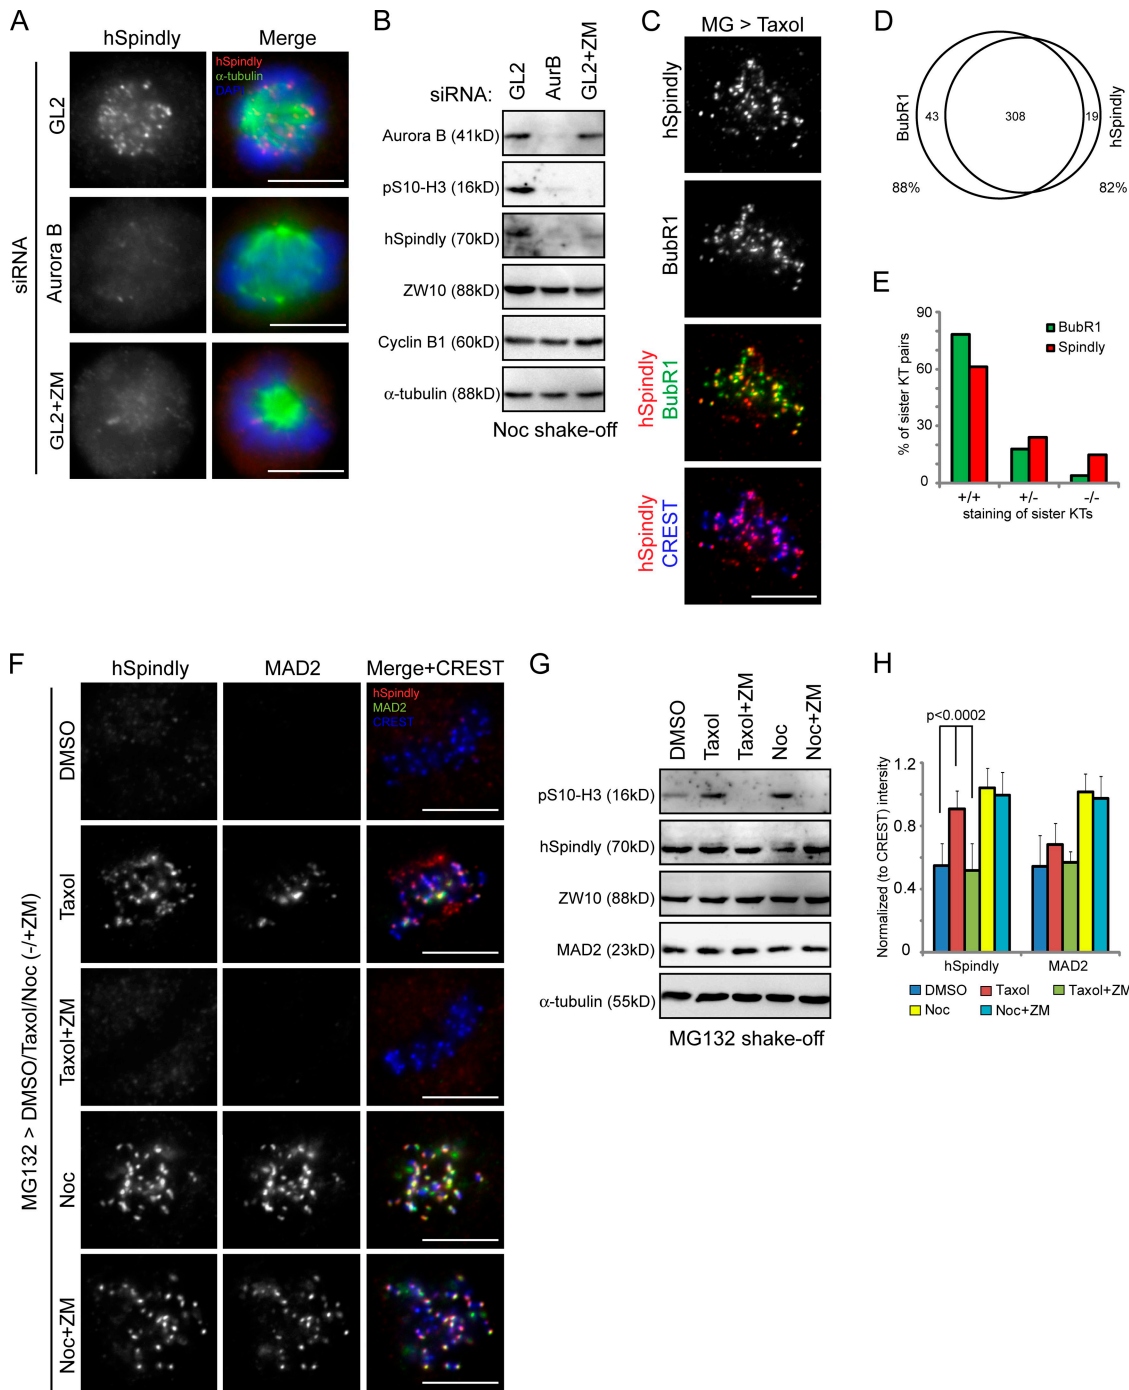 A
hSpindly
Merge
hSpindly
α-tubulin
DAPI
siRNA
GL2
Aurora B
GL2+ZM
B
siRNA:
GL2
AurB
GL2+ZM
Aurora B (41kD)
pS10-H3 (16kD)
hSpindly (70kD)
ZW10 (88kD)
Cyclin B1 (60kD)
α-tubulin (88kD)
Noc shake-off
C
MG > Taxol
hSpindly
BubR1
hSpindly
BubR1
hSpindly
CREST
D
BubR1
43
308
19
hSpindly
88%
82%
E
% of sister KT pairs
90
60
30
0
BubR1
Spindly
+/+
+/-
-/-
staining of sister KTs
F
hSpindly
MAD2
Merge+CREST
hSpindly
MAD2
CREST
MG132 > DMSO/Taxol/Noc (-/+ZM)
DMSO
Taxol
Taxol+ZM
Noc
Noc+ZM
G
DMSO
Taxol
Taxol+ZM
Noc
Noc+ZM
pS10-H3 (16kD)
hSpindly (70kD)
ZW10 (88kD)
MAD2 (23kD)
α-tubulin (55kD)
MG132 shake-off
H
p<0.0002
Normalized (to CREST) intersity
1.2
0.8
0.4
0
hSpindly
MAD2
DMSO
Taxol
Taxol+ZM
Noc
Noc+ZM